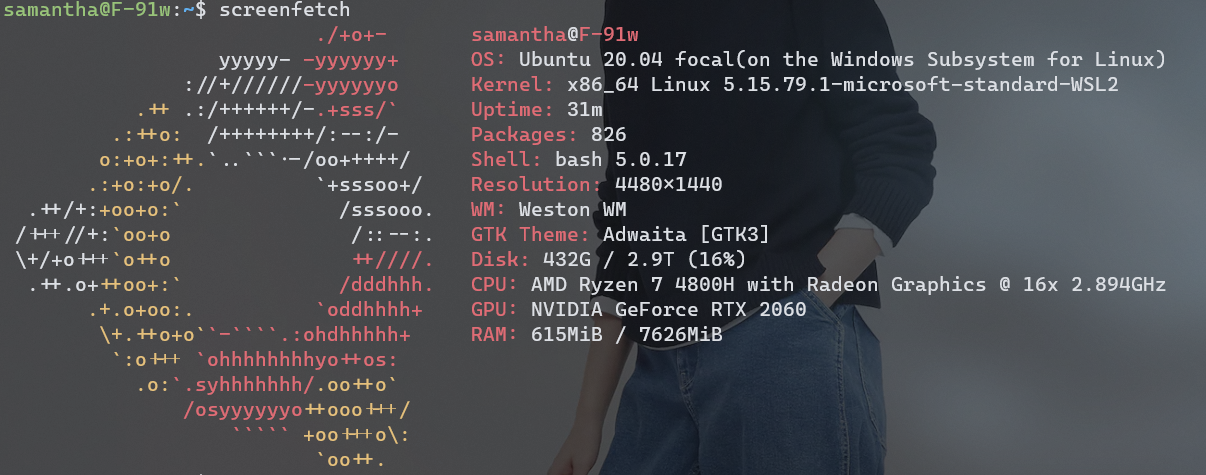 samantha@F-91w:~$ screenfetch
                          ./+o+-       samantha@F-91w
                  yyyyy- -yyyyyy+      OS: Ubuntu 20.04 focal(on the Windows Subsystem for Linux)
               ://+//////-yyyyyyo      Kernel: x86_64 Linux 5.15.79.1-microsoft-standard-WSL2
           .++ .:/++++++/-.+sss/`      Uptime: 31m
         .:++o:  /++++++++/:--:/-      Packages: 826
        o:+o+:++.`..```.-/oo+++++/     Shell: bash 5.0.17
       .:+o:+o/.          `+sssoo+/    Resolution: 4480x1440
  .++/+:+oo+o:`             /sssooo.   WM: Weston WM
 /+++//+:`oo+o               /::--:.   GTK Theme: Adwaita [GTK3]
 \+/+o+++`o++o               ++////.   Disk: 432G / 2.9T (16%)
  .++.o+++oo+:`             /dddhhh.   CPU: AMD Ryzen 7 4800H with Radeon Graphics @ 16x 2.894GHz
       .+.o+oo:.          `oddhhhh+    GPU: NVIDIA GeForce RTX 2060
        \+.++o+o``-````.:ohdhhhhh+     RAM: 615MiB / 7626MiB
         `:o+++ `ohhhhhhhhyo++os:
           .o:`.syhhhhhhh/.oo++o`
               /osyyyyyyo++ooo+++/
                   ````` +oo+++o\:
                          `oo++.